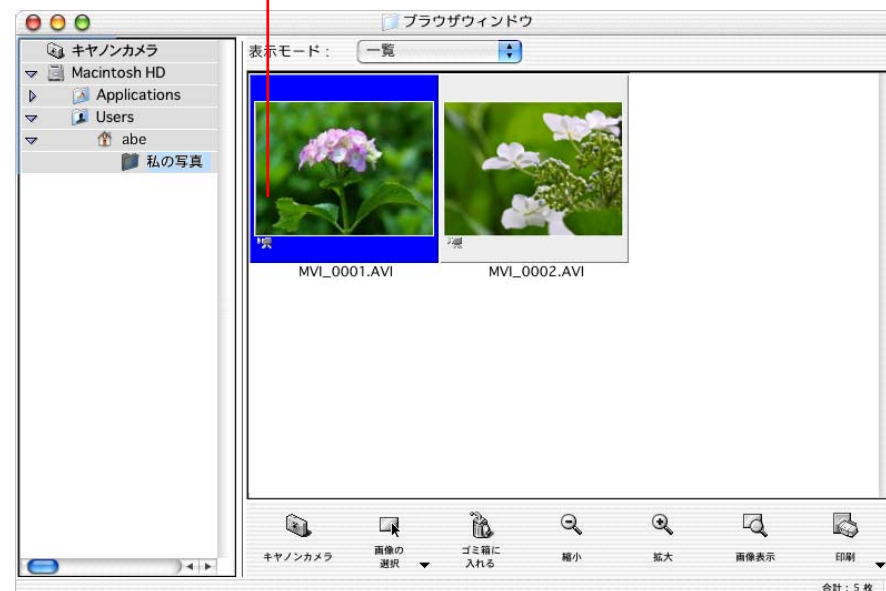 ブラウザウィンドウ
キヤノンカメラ
表示モード： 一覧
Macintosh HD
Applications
Users
abe
私の写真
MVI_0001.AVI
MVI_0002.AVI
キヤノンカメラ
画像の
選択
ゴミ箱に
入れる
縮小
拡大
画像表示
印刷
合計：5 枚